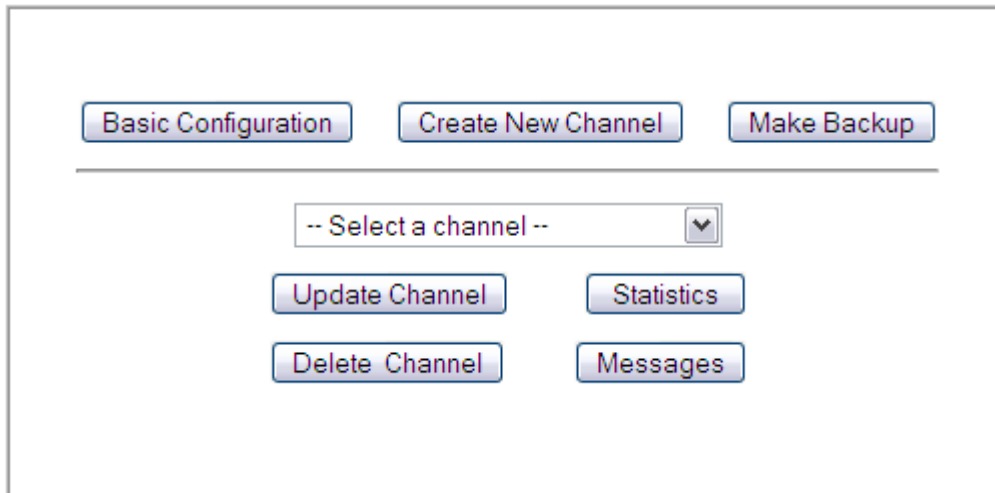 Basic Configuration Create New Channel Make Backup
-- Select a channel --
Update Channel Statistics
Delete Channel Messages